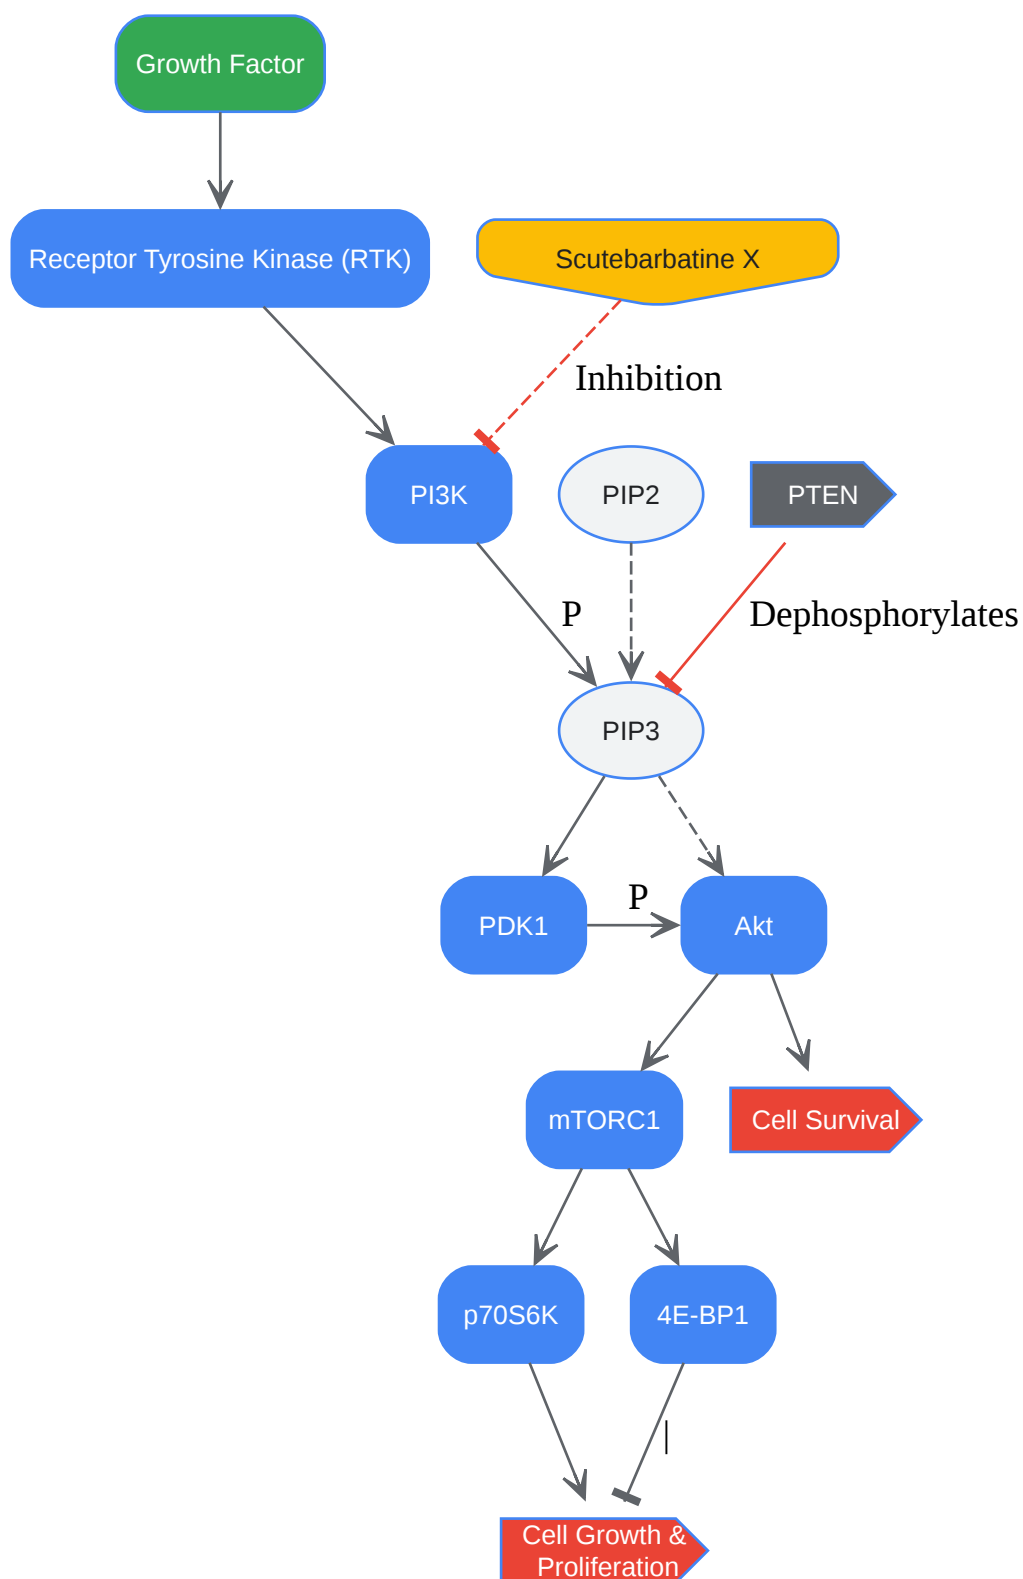 Growth Factor
Receptor Tyrosine Kinase (RTK)
Scutebarbatine X
Inhibition
PI3K
PIP2
PTEN
P
Dephosphorylates
PIP3
P
PDK1
Akt
mTORC1
Cell Survival
p70S6K
4E-BP1
|
Cell Growth &
Proliferation